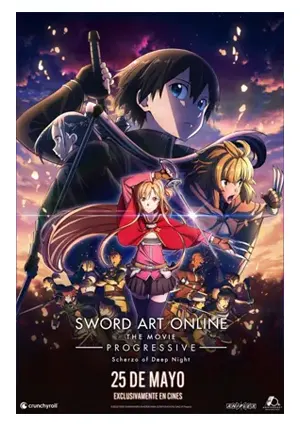 SWORD ART ONLINE
THE MOVIE
PROGRESSIVE
Scherzo of Deep Night
25 DE MAYO
EXCLUSIVAMENTE EN CINES
crunchyroll